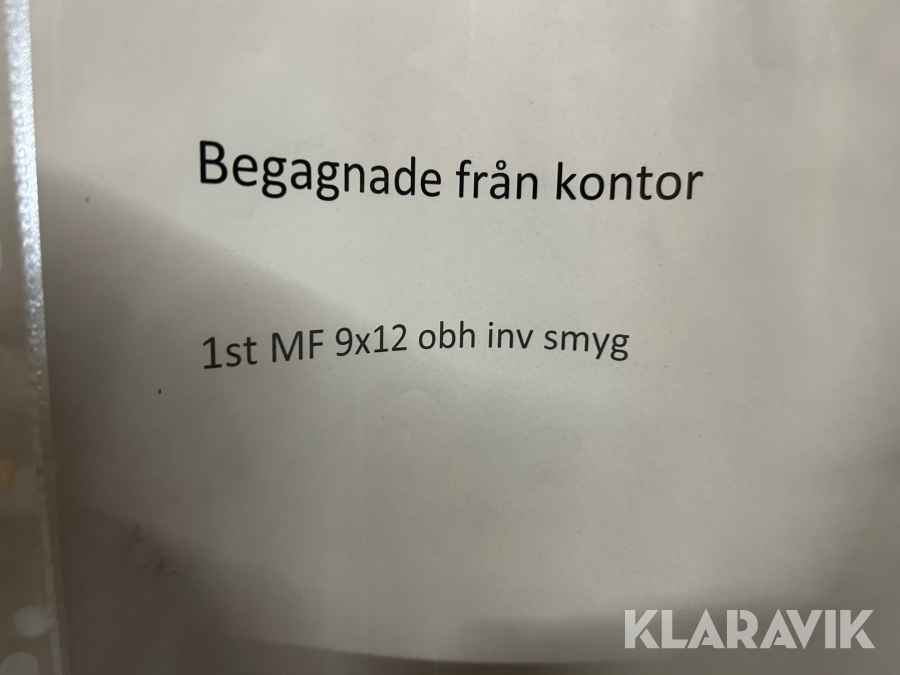 Begagnade från kontor
1st MF 9x12 obh inv smyg
KLARAVIK